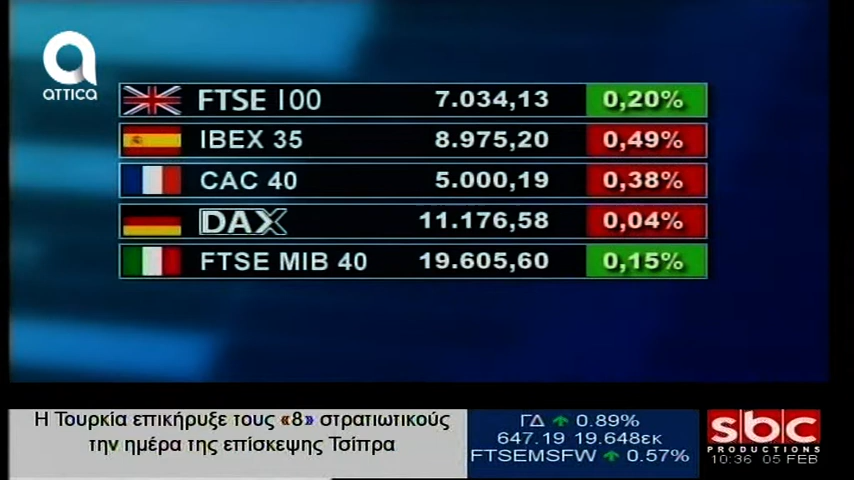 αττιca
FTSE 100 7.034,13 0,20%
IBEX 35 8.975,20 0,49%
CAC 40 5.000,19 0,38%
DAX 11.176,58 0,04%
FTSE MIB 40 19.605,60 0,15%
Η Τουρκία επικήρυξε τους «8» στρατιωτικούς
την ημέρα της επίσκεψης Τσίπρα
ΓΔ 0.89%
647.19 19.648εκ
FTSEMSFW 0.57%
sbc
PRODUCTIONS
10:36 05 FEB